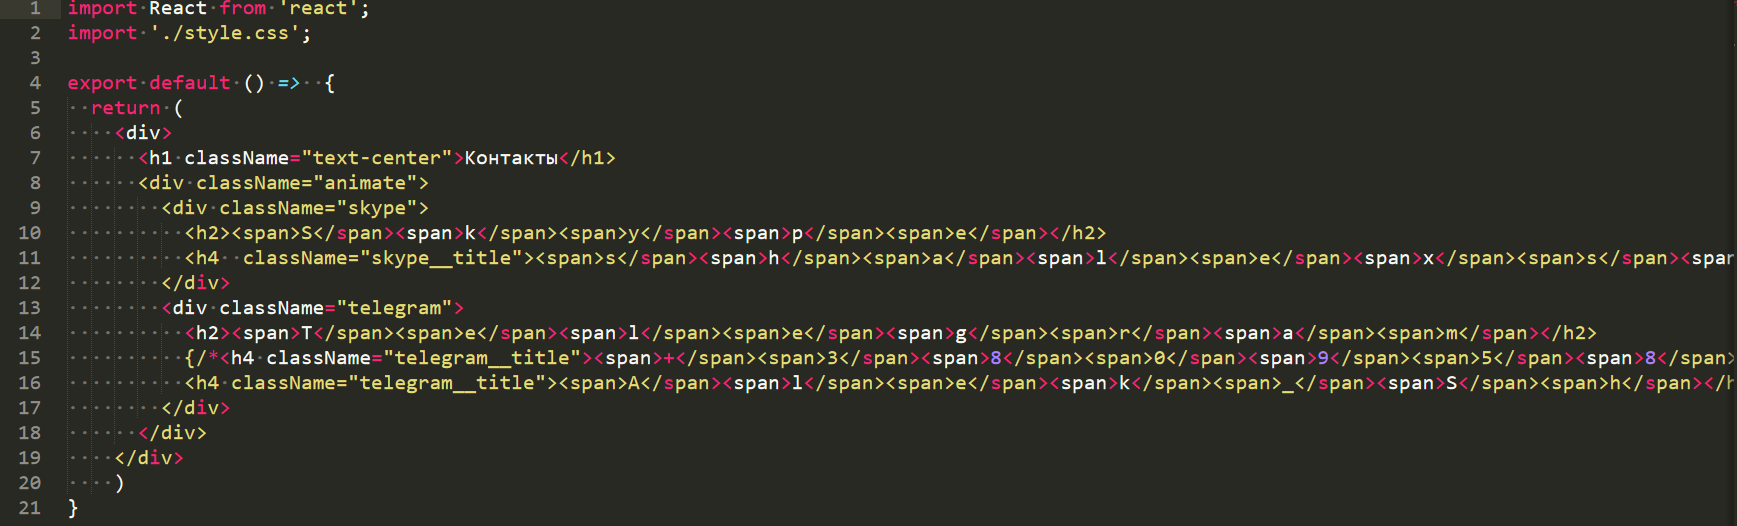 1 import React from 'react';
2 import './style.css';
3
4 export default () =>  {
5   return (
6     <div>
7       <h1 className="text-center">Контакты</h1>
8       <div className="animate">
9         <div className="skype">
10           <h2><span>S</span><span>k</span><span>y</span><span>p</span><span>e</span></h2>
11           <h4  className="skype__title"><span>s</span><span>h</span><span>a</span><span>l</span><span>e</span><span>x</span><span>s</span><span
12         </div>
13         <div className="telegram">
14           <h2><span>T</span><span>e</span><span>l</span><span>e</span><span>g</span><span>r</span><span>a</span><span>m</span></h2>
15           {/*<h4 className="telegram__title"><span>+</span><span>3</span><span>8</span><span>0</span><span>9</span><span>5</span><span>8</span>
16           <h4 className="telegram__title"><span>A</span><span>l</span><span>e</span><span>k</span><span>_</span><span>S</span><span>h</span></h
17         </div>
18       </div>
19     </div>
20     )
21 }